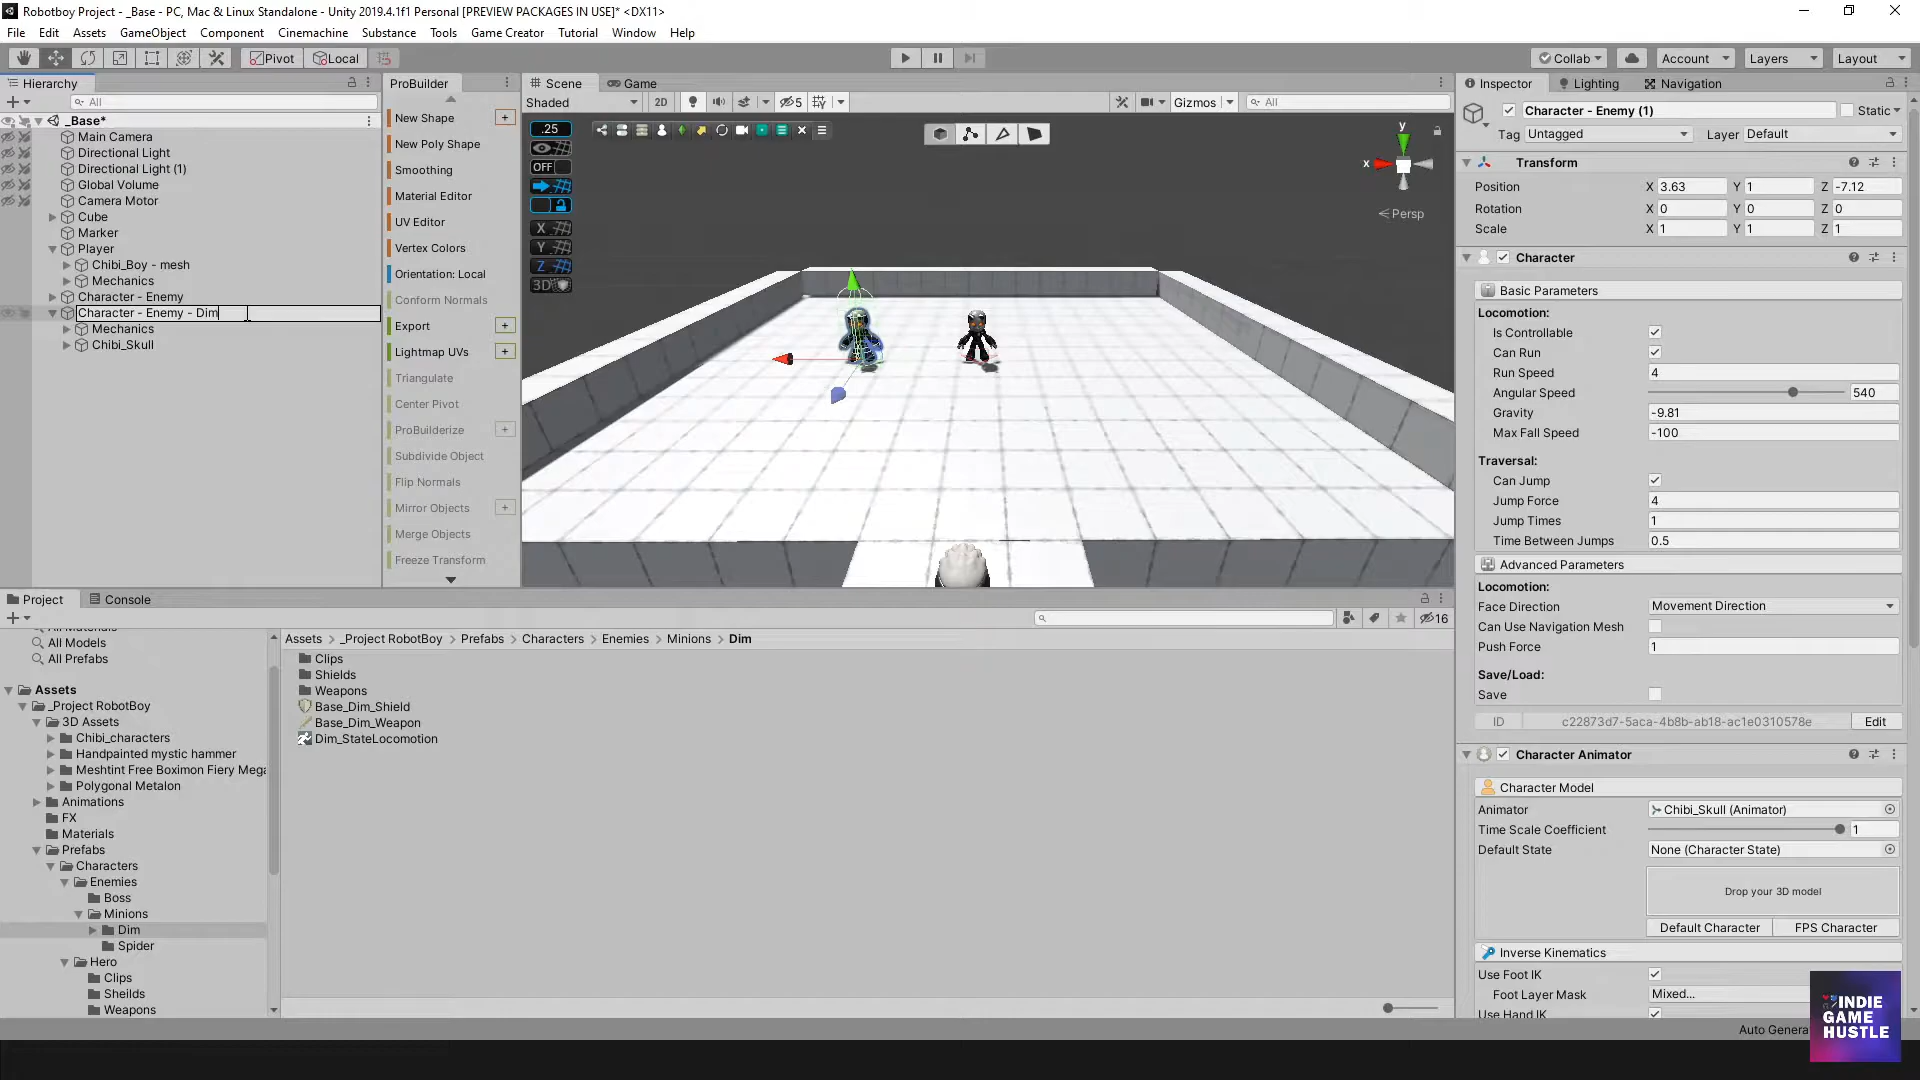 Robotboy Project - _Base - PC, Mac & Linux Standalone - Unity 2019.4.1f1 Personal [PREVIEW PACKAGES IN USE]* <DX11>
File Edit Assets GameObject Component Cinemachine Substance Tools Game Creator Tutorial Window Help
Pivot Local Collab Account Layers Layout
Hierarchy
All
_Base*
Main Camera
Directional Light
Directional Light (1)
Global Volume
Camera Motor
Cube
Marker
Player
Chibi_Boy - mesh
Mechanics
Character - Enemy
Character - Enemy - Dim
Mechanics
Chibi_Skull
ProBuilder
New Shape +
New Poly Shape
Smoothing
Material Editor
UV Editor
Vertex Colors
Orientation: Local
Conform Normals
Export +
Lightmap UVs +
Triangulate
Center Pivot
ProBuilderize +
Subdivide Object
Flip Normals
Mirror Objects +
Merge Objects
Freeze Transform
Scene Game
Shaded 2D 5 Gizmos All
.25
OFF
X
Y
Z
3D
y
x
Persp
Inspector Lighting Navigation
Character - Enemy (1) Static
Tag Untagged Layer Default
Transform
Position X 3.63 Y 1 Z -7.12
Rotation X 0 Y 0 Z 0
Scale X 1 Y 1 Z 1
Character
Basic Parameters
Locomotion:
Is Controllable
Can Run
Run Speed 4
Angular Speed 540
Gravity -9.81
Max Fall Speed -100
Traversal:
Can Jump
Jump Force 4
Jump Times 1
Time Between Jumps 0.5
Advanced Parameters
Locomotion:
Face Direction Movement Direction
Can Use Navigation Mesh
Push Force 1
Save/Load:
Save
ID c22873d7-5aca-4b8b-ab18-ac1e0310578e Edit
Character Animator
Character Model
Animator Chibi_Skull (Animator)
Time Scale Coefficient 1
Default State None (Character State)
Drop your 3D model
Default Character FPS Character
Inverse Kinematics
Use Foot IK
Foot Layer Mask Mixed...
Use Hand IK
Project Console
16
All Models
All Prefabs
Assets
_Project RobotBoy
3D Assets
Chibi_characters
Handpainted mystic hammer
Meshtint Free Boximon Fiery Mega
Polygonal Metalon
Animations
FX
Materials
Prefabs
Characters
Enemies
Boss
Minions
Dim
Spider
Hero
Clips
Sheilds
Weapons
Assets > _Project RobotBoy > Prefabs > Characters > Enemies > Minions > Dim
Clips
Shields
Weapons
Base_Dim_Shield
Base_Dim_Weapon
Dim_StateLocomotion
Auto Genera
INDIE
GAME
HUSTLE